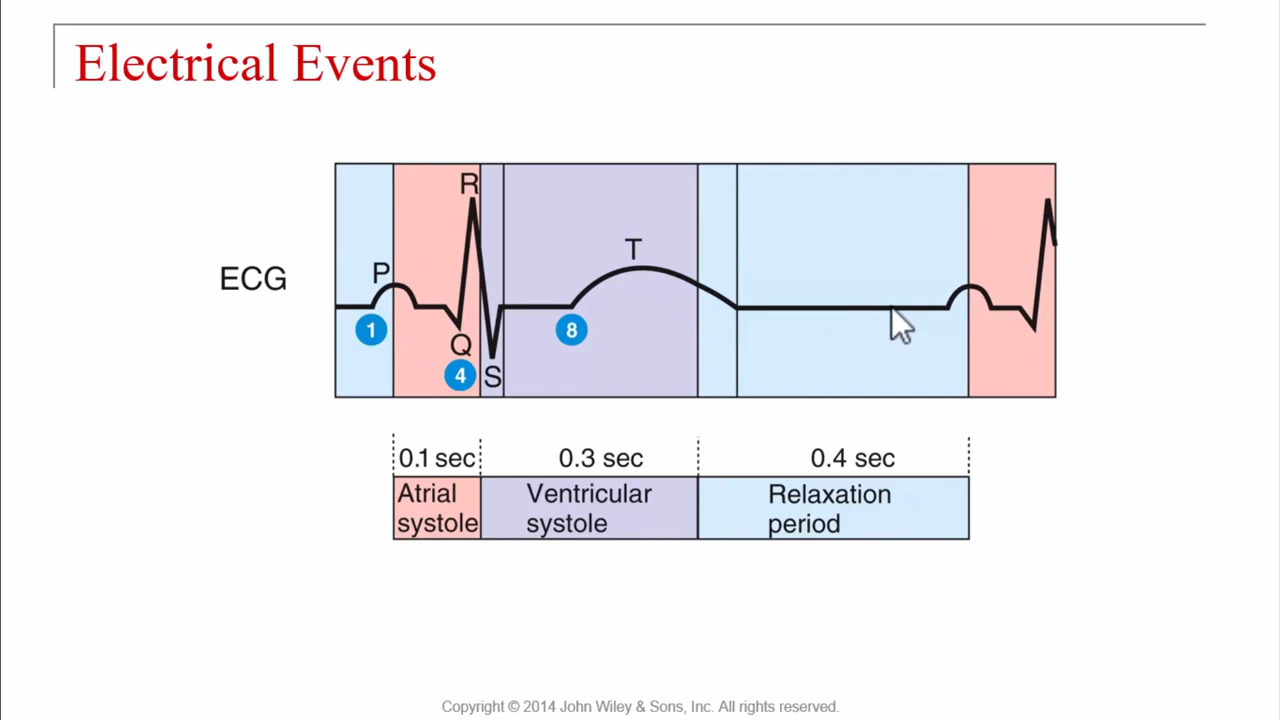 Electrical Events
R
T
ECG
P
1
8
Q
4
S
0.1 sec
0.3 sec
0.4 sec
Atrial
systole
Ventricular
systole
Relaxation
period
Copyright © 2014 John Wiley & Sons, Inc. All rights reserved.